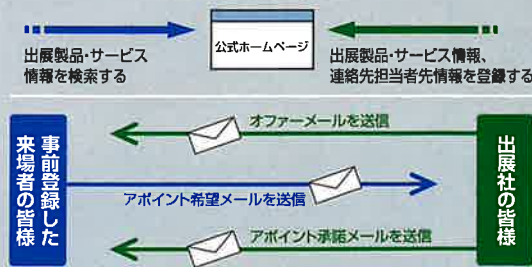 公式ホームページ
出展製品・サービス
情報を検索する
出展製品・サービス情報、
連絡先担当者先情報を登録する
オファーメールを送信
事前登録した
来場者の皆様
アポイント希望メールを送信
出展社の皆様
アポイント承諾メールを送信